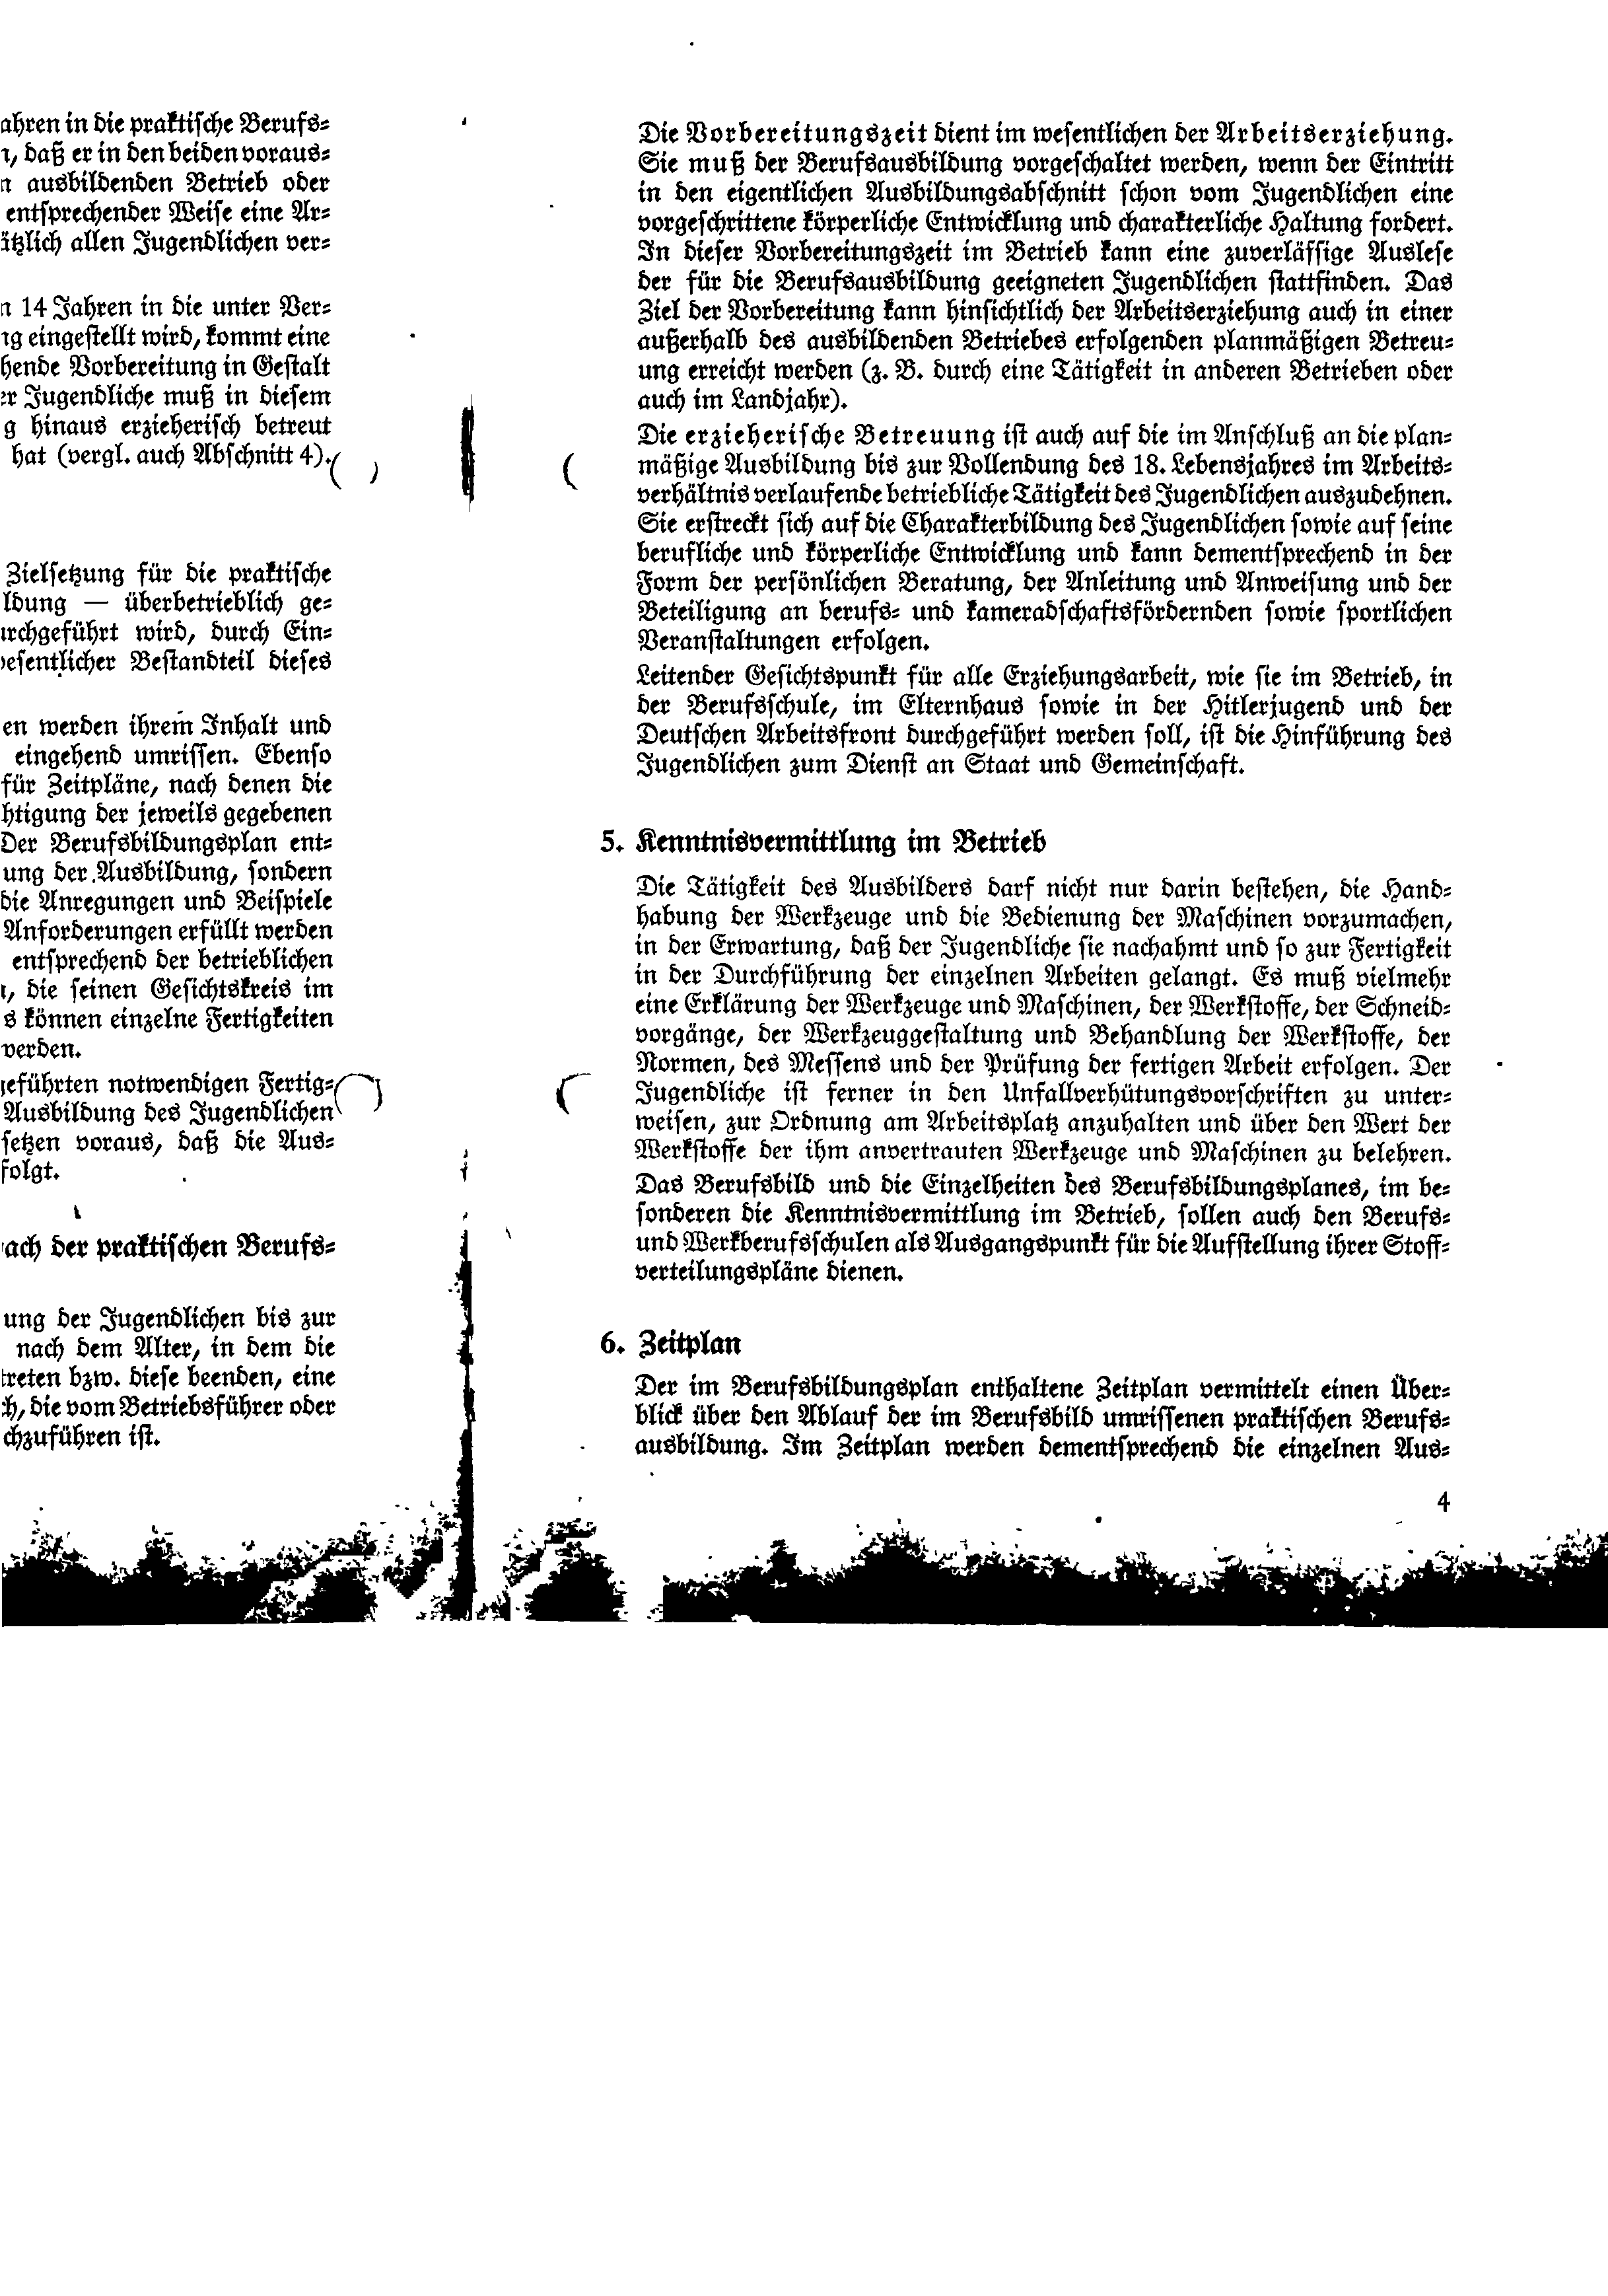 ahren in die praktische Berufs=
, daß er in den beiden voraus=
ausbildenden Betrieb oder
entsprechender Weise eine Ar=
ätzlich allen Jugendlichen ver=
14 Jahren in die unter Ver=
eingestellt wird, kommt eine
hende Vorbereitung in Gestalt
Jugendliche muß in diesem
g hinaus erzieherisch betreut
hat (vergl. auch Abschnitt 4).
Zielsetzung für die praktische
ldung — überbetrieblich ge=
rchgeführt wird, durch Ein=
esentlicher Bestandteil dieses
en werden ihrem Inhalt und
eingehend umrissen. Ebenso
für Zeitpläne, nach denen die
htigung der jeweils gegebenen
Der Berufsbildungsplan ent=
ung der Ausbildung, sondern
die Anregungen und Beispiele
Anforderungen erfüllt werden
entsprechend der betrieblichen
, die seinen Gesichtskreis im
s können einzelne Fertigkeiten
verden.
geführten notwendigen Fertig=
Ausbildung des Jugendlichen
setzen voraus, daß die Aus=
folgt.
ach der praktischen Berufs=
ung der Jugendlichen bis zur
nach dem Alter, in dem die
treten bzw. diese beenden, eine
ch, die vom Betriebsführer oder
chzuführen ist.
Die Vorbereitungszeit dient im wesentlichen der Arbeitserziehung.
Sie muß der Berufsausbildung vorgeschaltet werden, wenn der Eintritt
in den eigentlichen Ausbildungsabschnitt schon vom Jugendlichen eine
vorgeschrittene körperliche Entwicklung und charakterliche Haltung fordert.
In dieser Vorbereitungszeit im Betrieb kann eine zuverlässige Auslese
der für die Berufsausbildung geeigneten Jugendlichen stattfinden. Das
Ziel der Vorbereitung kann hinsichtlich der Arbeitserziehung auch in einer
außerhalb des ausbildenden Betriebes erfolgenden planmäßigen Betreu=
ung erreicht werden (z. B. durch eine Tätigkeit in anderen Betrieben oder
auch im Landjahr).
Die erzieherische Betreuung ist auch auf die im Anschluß an die plan=
mäßige Ausbildung bis zur Vollendung des 18. Lebensjahres im Arbeits=
verhältnis verlaufende betriebliche Tätigkeit des Jugendlichen auszudehnen.
Sie erstreckt sich auf die Charakterbildung des Jugendlichen sowie auf seine
berufliche und körperliche Entwicklung und kann dementsprechend in der
Form der persönlichen Beratung, der Anleitung und Anweisung und der
Beteiligung an berufs= und kameradschaftsfördernden sowie sportlichen
Veranstaltungen erfolgen.
Leitender Gesichtspunkt für alle Erziehungsarbeit, wie sie im Betrieb, in
der Berufsschule, im Elternhaus sowie in der Hitlerjugend und der
Deutschen Arbeitsfront durchgeführt werden soll, ist die Hinführung des
Jugendlichen zum Dienst an Staat und Gemeinschaft.
5. Kenntnisvermittlung im Betrieb
Die Tätigkeit des Ausbilders darf nicht nur darin bestehen, die Hand=
habung der Werkzeuge und die Bedienung der Maschinen vorzumachen,
in der Erwartung, daß der Jugendliche sie nachahmt und so zur Fertigkeit
in der Durchführung der einzelnen Arbeiten gelangt. Es muß vielmehr
eine Erklärung der Werkzeuge und Maschinen, der Werkstoffe, der Schneid=
vorgänge, der Werkzeuggestaltung und Behandlung der Werkstoffe, der
Normen, des Messens und der Prüfung der fertigen Arbeit erfolgen. Der
Jugendliche ist ferner in den Unfallverhütungsvorschriften zu unter=
weisen, zur Ordnung am Arbeitsplatz anzuhalten und über den Wert der
Werkstoffe der ihm anvertrauten Werkzeuge und Maschinen zu belehren.
Das Berufsbild und die Einzelheiten des Berufsbildungsplanes, im be=
sonderen die Kenntnisvermittlung im Betrieb, sollen auch den Berufs=
und Werkberufsschulen als Ausgangspunkt für die Aufstellung ihrer Stoff=
verteilungspläne dienen.
6. Zeitplan
Der im Berufsbildungsplan enthaltene Zeitplan vermittelt einen Über=
blick über den Ablauf der im Berufsbild umrissenen praktischen Berufs=
ausbildung. Im Zeitplan werden dementsprechend die einzelnen Aus=
4